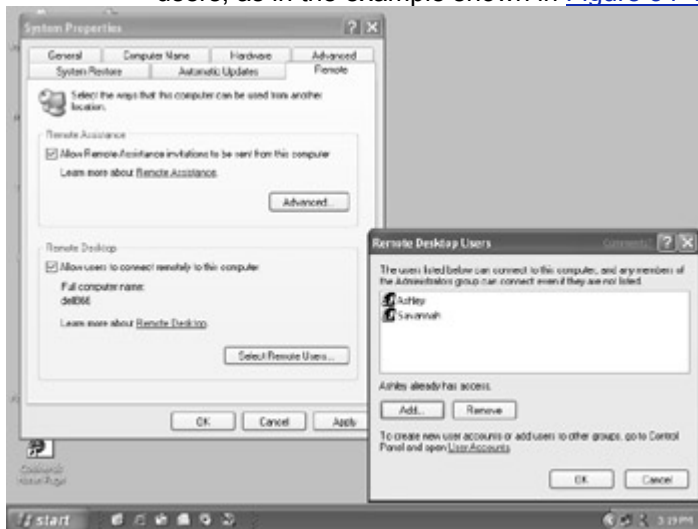 users, as in the example shown in Figure
System Properties
General Computer Name Hardware Advanced
System Restore Automatic Updates Remote
Select the ways that this computer can be used from another
location.
Remote Assistance
Allow Remote Assistance invitations to be sent from this computer
Learn more about Remote Assistance.
Advanced...
Remote Desktop
Allow users to connect remotely to this computer
Full computer name:
dell866
Learn more about Remote Desktop.
Select Remote Users...
OK Cancel Apply
Remote Desktop Users
The users listed below can connect to this computer, and any members of
the Administrators group can connect even if they are not listed.
Ashley
Savannah
Ashley already has access.
Add... Remove
To create new user accounts or add users to other groups, go to Control
Panel and open User Accounts.
OK Cancel
start